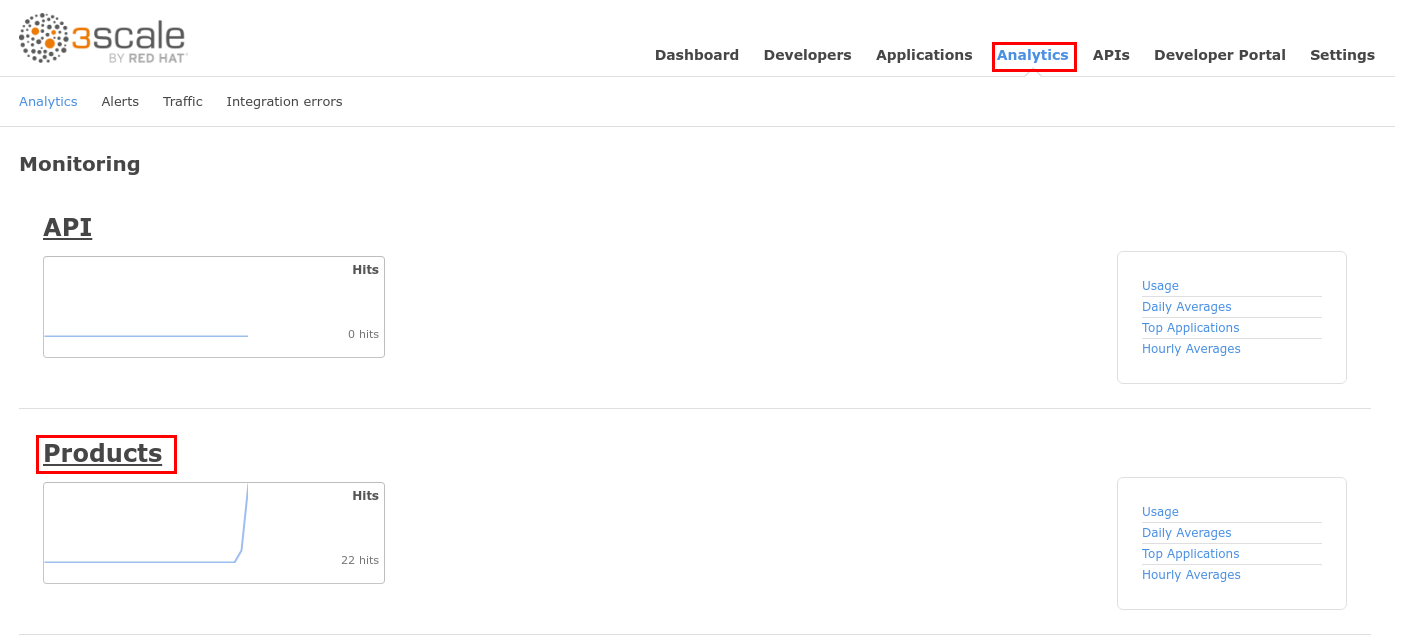 3scale
BY RED HAT
Dashboard Developers Applications Analytics APIs Developer Portal Settings
Analytics Alerts Traffic Integration errors
Monitoring
API
Hits
0 hits
Usage
Daily Averages
Top Applications
Hourly Averages
Products
Hits
22 hits
Usage
Daily Averages
Top Applications
Hourly Averages